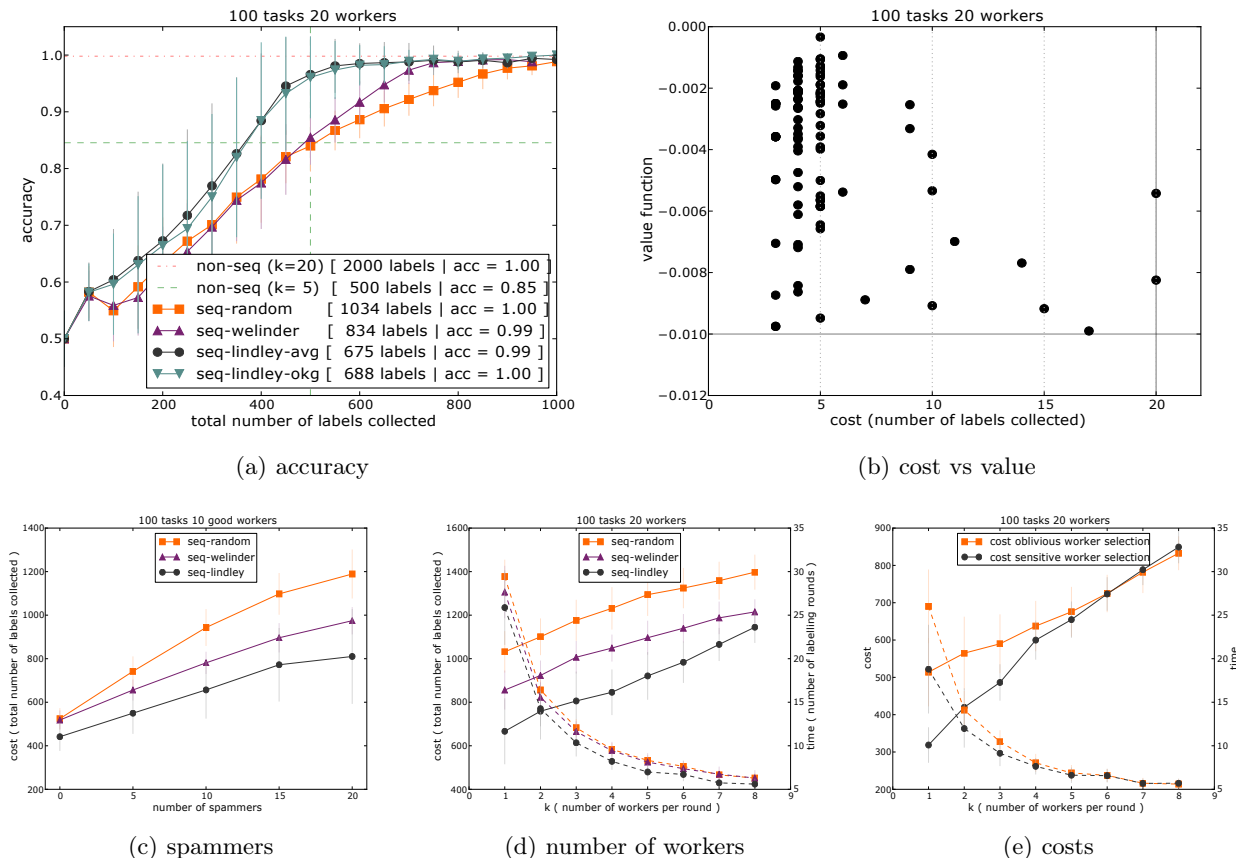 100 tasks 20 workers
1.0
0.9
0.8
0.7
0.6
0.5
0.4
0
200
400
600
800
1000
accuracy
total number of labels collected
non-seq (k=20) [ 2000 labels | acc = 1.00 ]
non-seq (k= 5) [ 500 labels | acc = 0.85 ]
seq-random [ 1034 labels | acc = 1.00 ]
seq-welinder [ 834 labels | acc = 0.99 ]
seq-lindley-avg [ 675 labels | acc = 0.99 ]
seq-lindley-okg [ 688 labels | acc = 1.00 ]
(a) accuracy
100 tasks 20 workers
0.000
−0.002
−0.004
−0.006
−0.008
−0.010
−0.012
0
5
10
15
20
value function
cost (number of labels collected)
(b) cost vs value
100 tasks 10 good workers
1400
1200
1000
800
600
400
200
0
5
10
15
20
cost ( total number of labels collected)
number of spammers
seq-random
seq-welinder
seq-lindley
(c) spammers
100 tasks 20 workers
1600
1400
1200
1000
800
600
400
0
1
2
3
4
5
6
7
8
9
35
30
25
20
15
10
5
cost ( total number of labels collected)
time ( number of labelling rounds)
k ( number of workers per round )
seq-random
seq-welinder
seq-lindley
(d) number of workers
100 tasks 20 workers
900
800
700
600
500
400
300
200
0
1
2
3
4
5
6
7
8
9
35
30
25
20
15
10
5
cost
time
k ( number of workers per round )
cost oblivious worker selection
cost sensitive worker selection
(e) costs